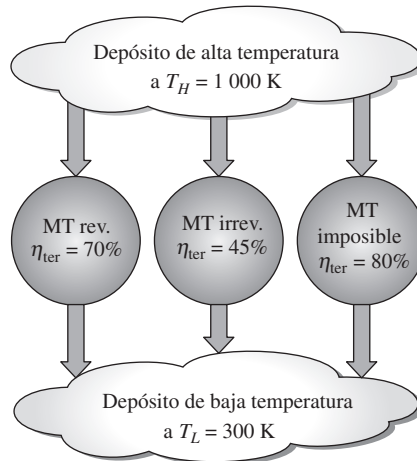 Depósito de alta temperatura
a T_H = 1 000 K
MT rev.
η_ter = 70%
MT irrev.
η_ter = 45%
MT
imposible
η_ter = 80%
Depósito de baja temperatura
a T_L = 300 K